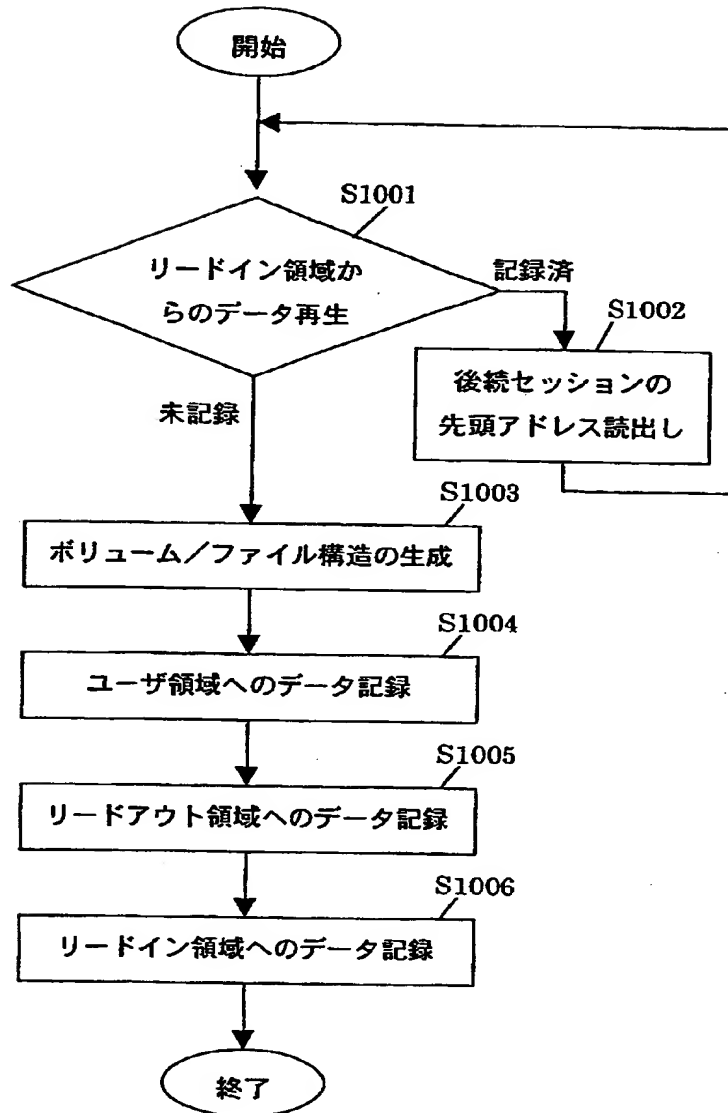 開始
S1001
リードイン領域か
らのデータ再生
記録済
S1002
後続セッションの
先頭アドレス読出し
未記録
S1003
ボリューム／ファイル構造の生成
S1004
ユーザ領域へのデータ記録
S1005
リードアウト領域へのデータ記録
S1006
リードイン領域へのデータ記録
終了